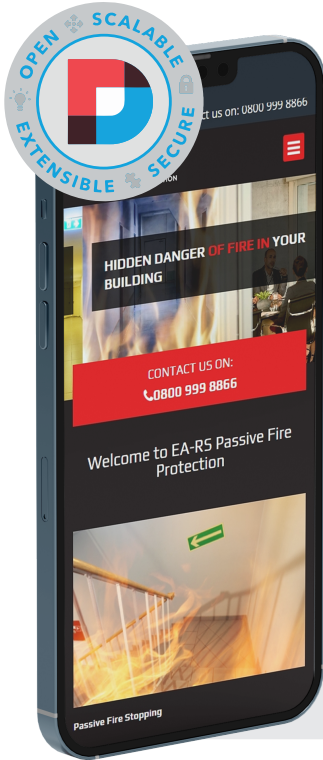 OPEN
SCALABLE
SECURE
EXTENSIBLE
ct us on: 0800 999 8866
HIDDEN DANGER OF FIRE IN YOUR
BUILDING
CONTACT US ON:
0800 999 8866
Welcome to EA-RS Passive Fire
Protection
Passive Fire Stopping